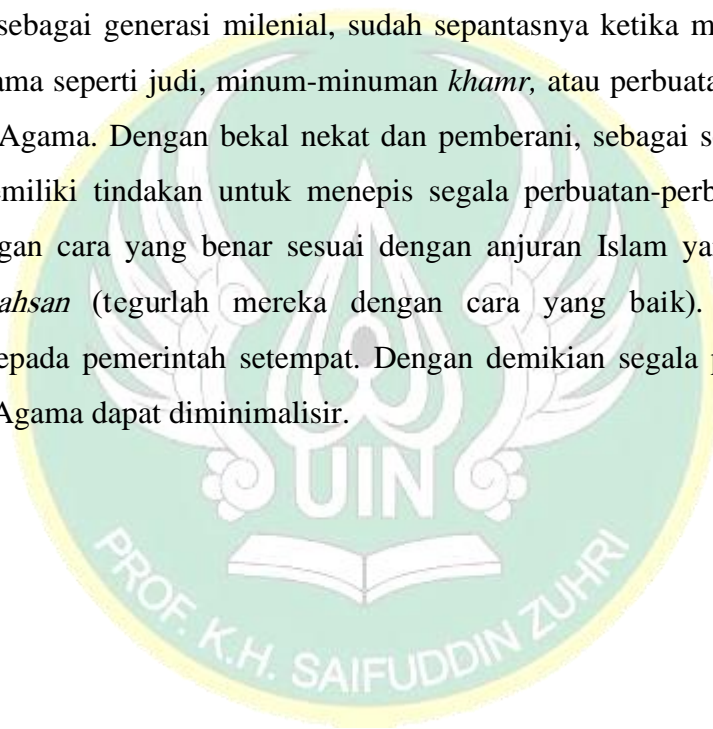 sebagai generasi milenial, sudah sepantasnya ketika m
ama seperti judi, minum-minuman khamr, atau perbuata
Agama. Dengan bekal nekat dan pemberani, sebagai s
emiliki tindakan untuk menepis segala perbuatan-perb
gan cara yang benar sesuai dengan anjuran Islam ya
ahsan (tegurlah mereka dengan cara yang baik).
epada pemerintah setempat. Dengan demikian segala p
Agama dapat diminimalisir.
UIN
PROF. K.H. SAIFUDDIN ZUHRI